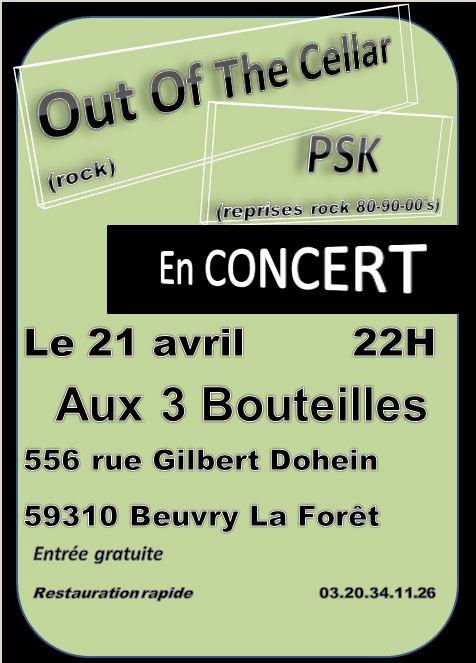 Out Of The Cellar
(rock)
PSK
(reprises rock 80-90-00's)
En CONCERT
Le 21 avril 22H
Aux 3 Bouteilles
556 rue Gilbert Dohein
59310 Beuvry La Forêt
Entrée gratuite
Restauration rapide 03.20.34.11.26